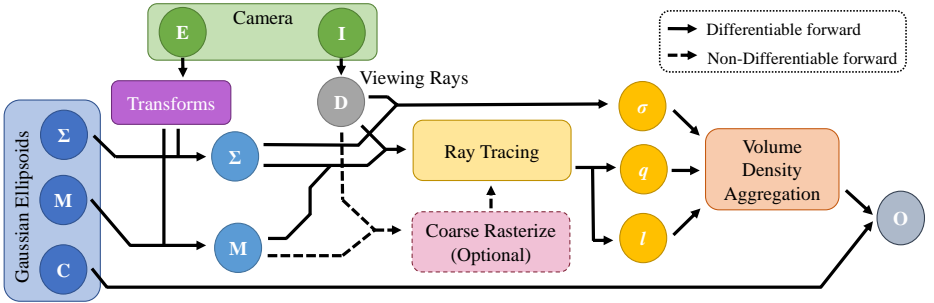 Camera
E
I
Differentiable forward
Non-Differentiable forward
Viewing Rays
Transforms
D
Gaussian Ellipsoids
Σ
M
C
Σ
M
Ray Tracing
Coarse Rasterize
(Optional)
σ
q
l
Volume
Density
Aggregation
O